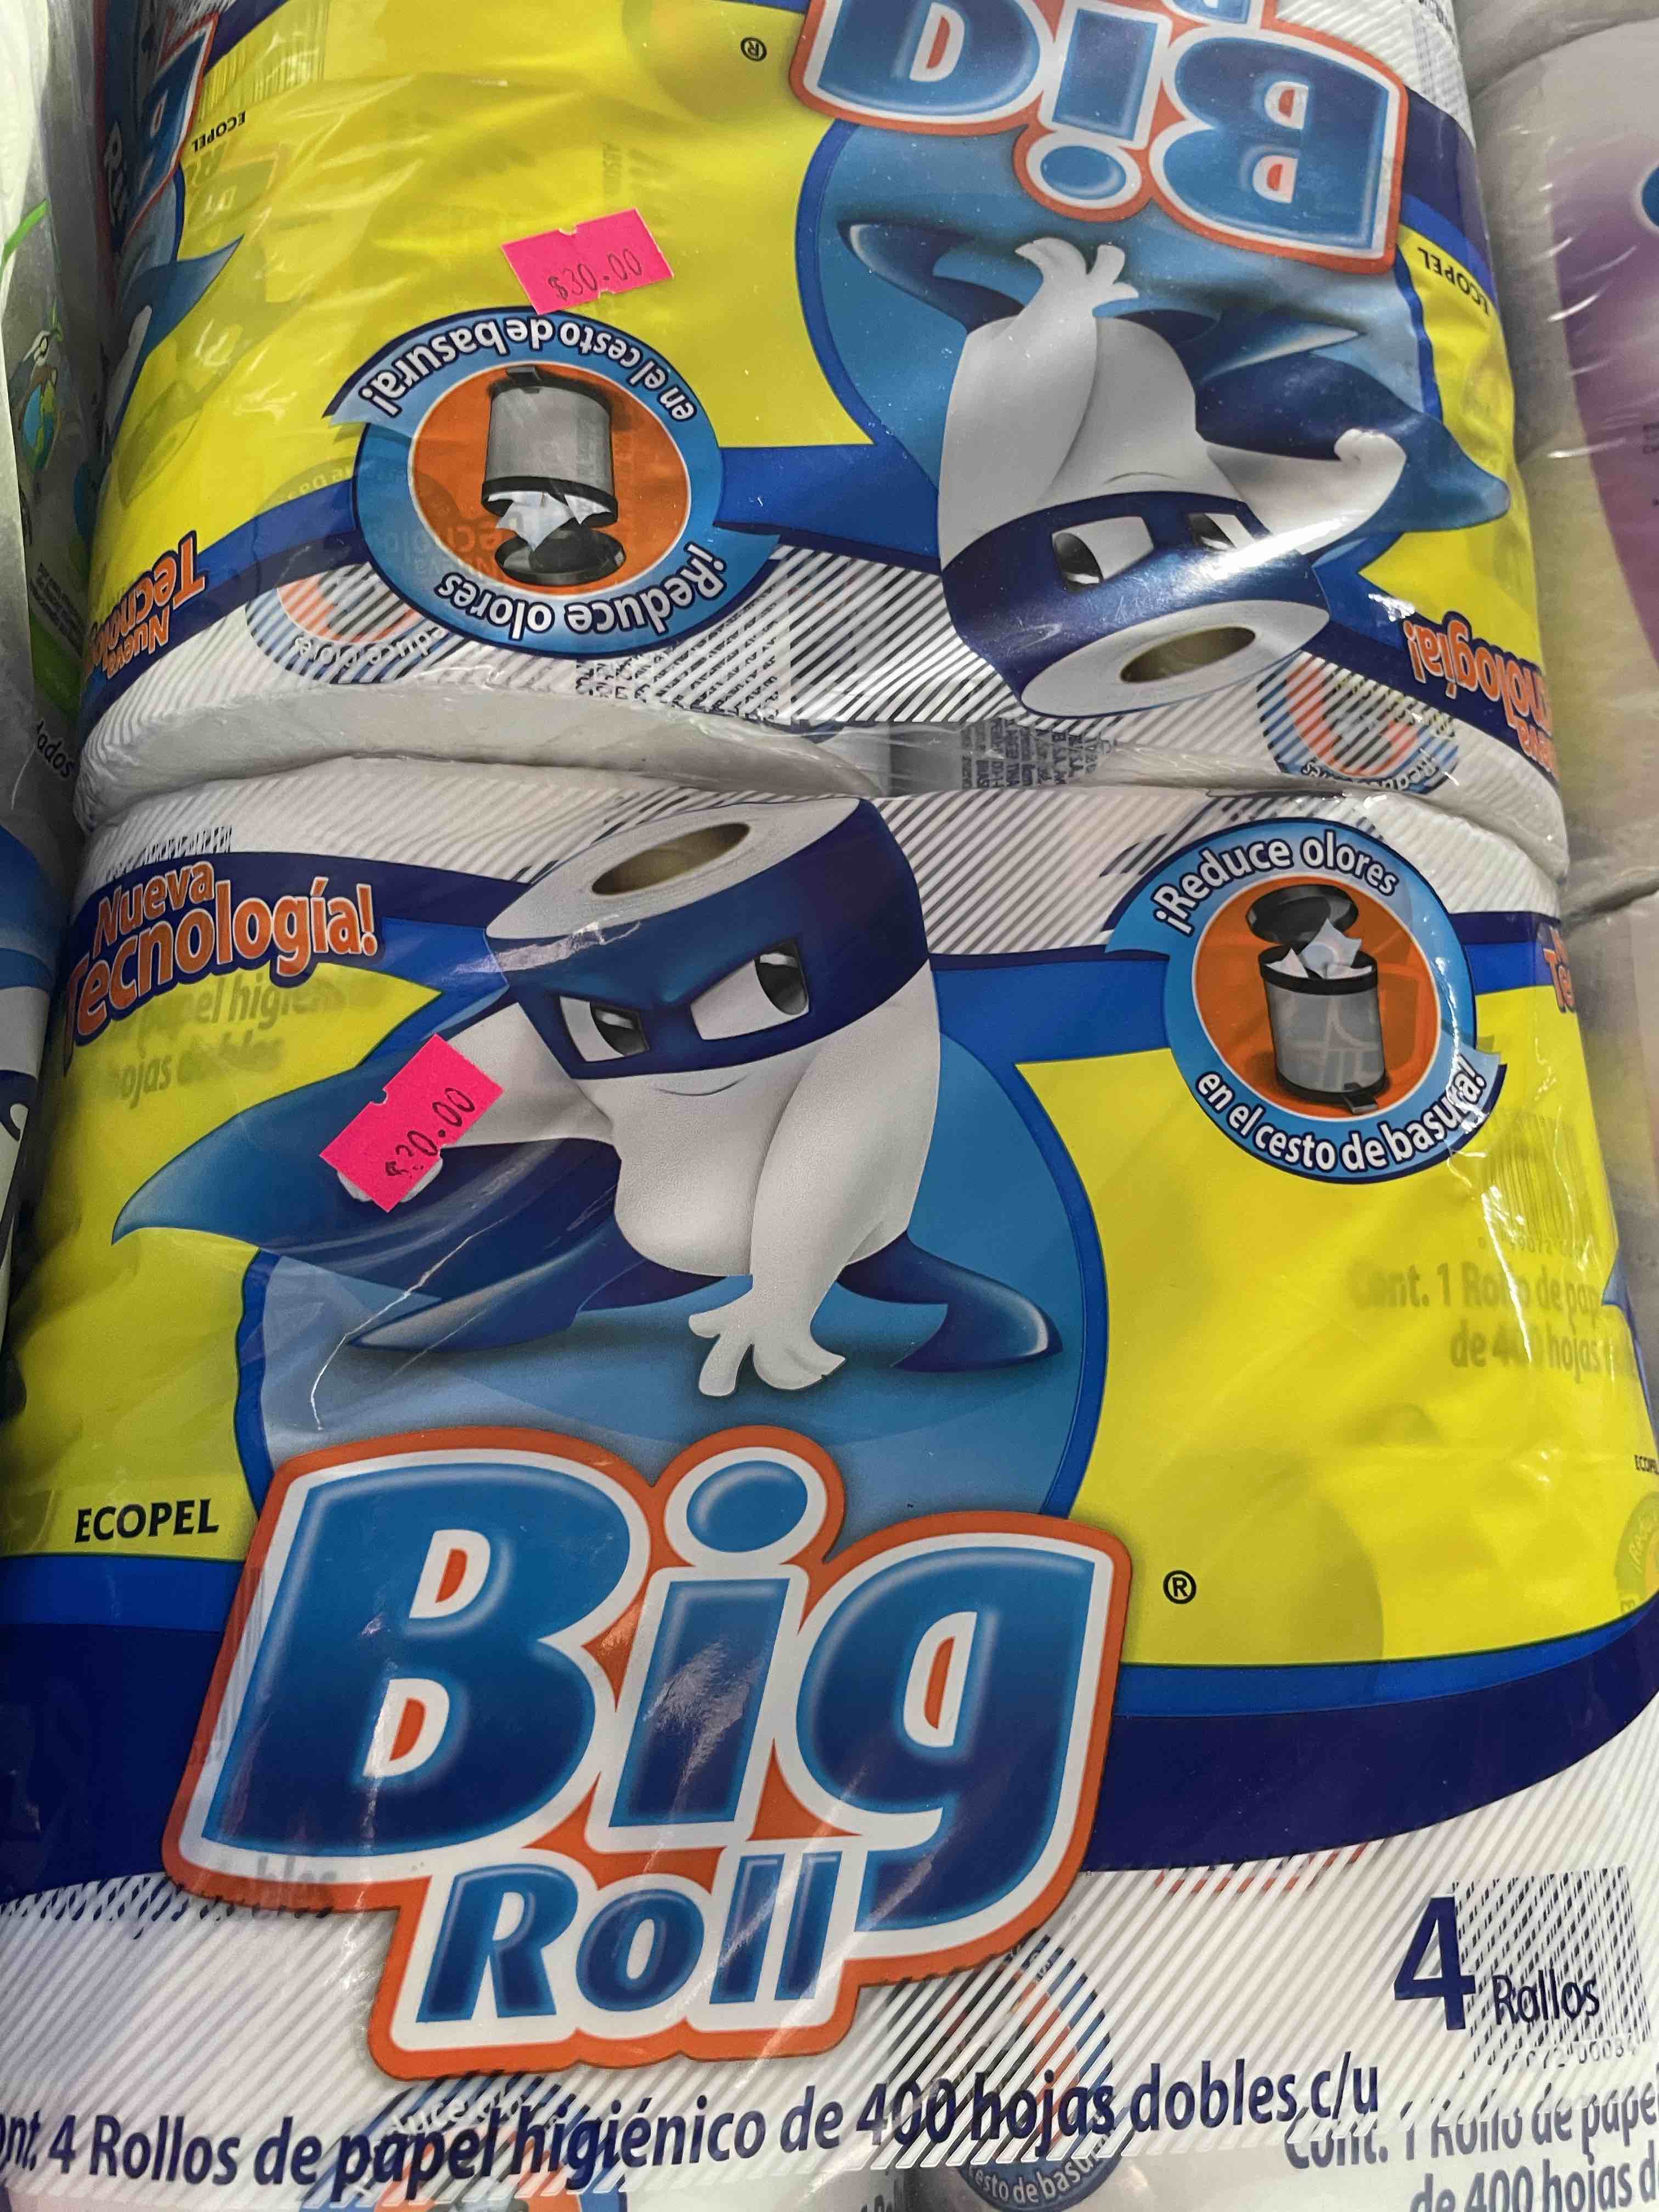 Big
®
ECOPEL
ECOPEL
$30.00
¡Reduce olores
en el cesto de basura!
Nueva
Tecnología!
Nueva
Tecnología!
¡Reduce olores
en el cesto de basura!
$30.00
ECOPEL
Big
Roll
®
4 Rollos
Cont. 1 Rollo de papel
de 400 hojas
4 Rollos de papel higiénico de 400 hojas dobles c/u